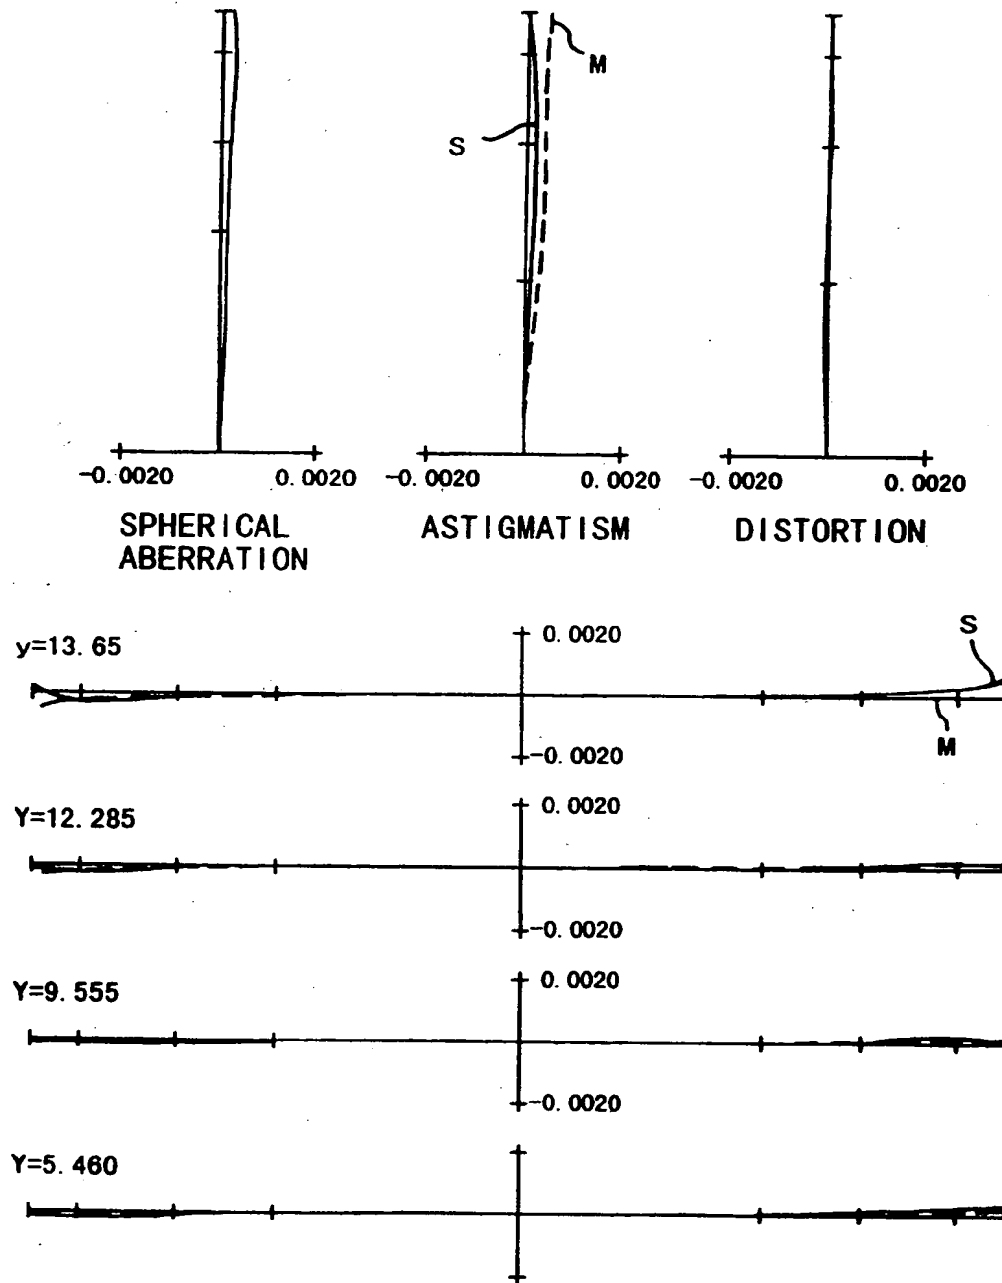 M
S
-0.0020 0.0020 -0.0020 0.0020 -0.0020 0.0020
SPHERICAL ABERRATION
ASTIGMATISM
DISTORTION
y=13.65
0.0020
S
-0.0020
M
Y=12.285
0.0020
-0.0020
Y=9.555
0.0020
-0.0020
Y=5.460